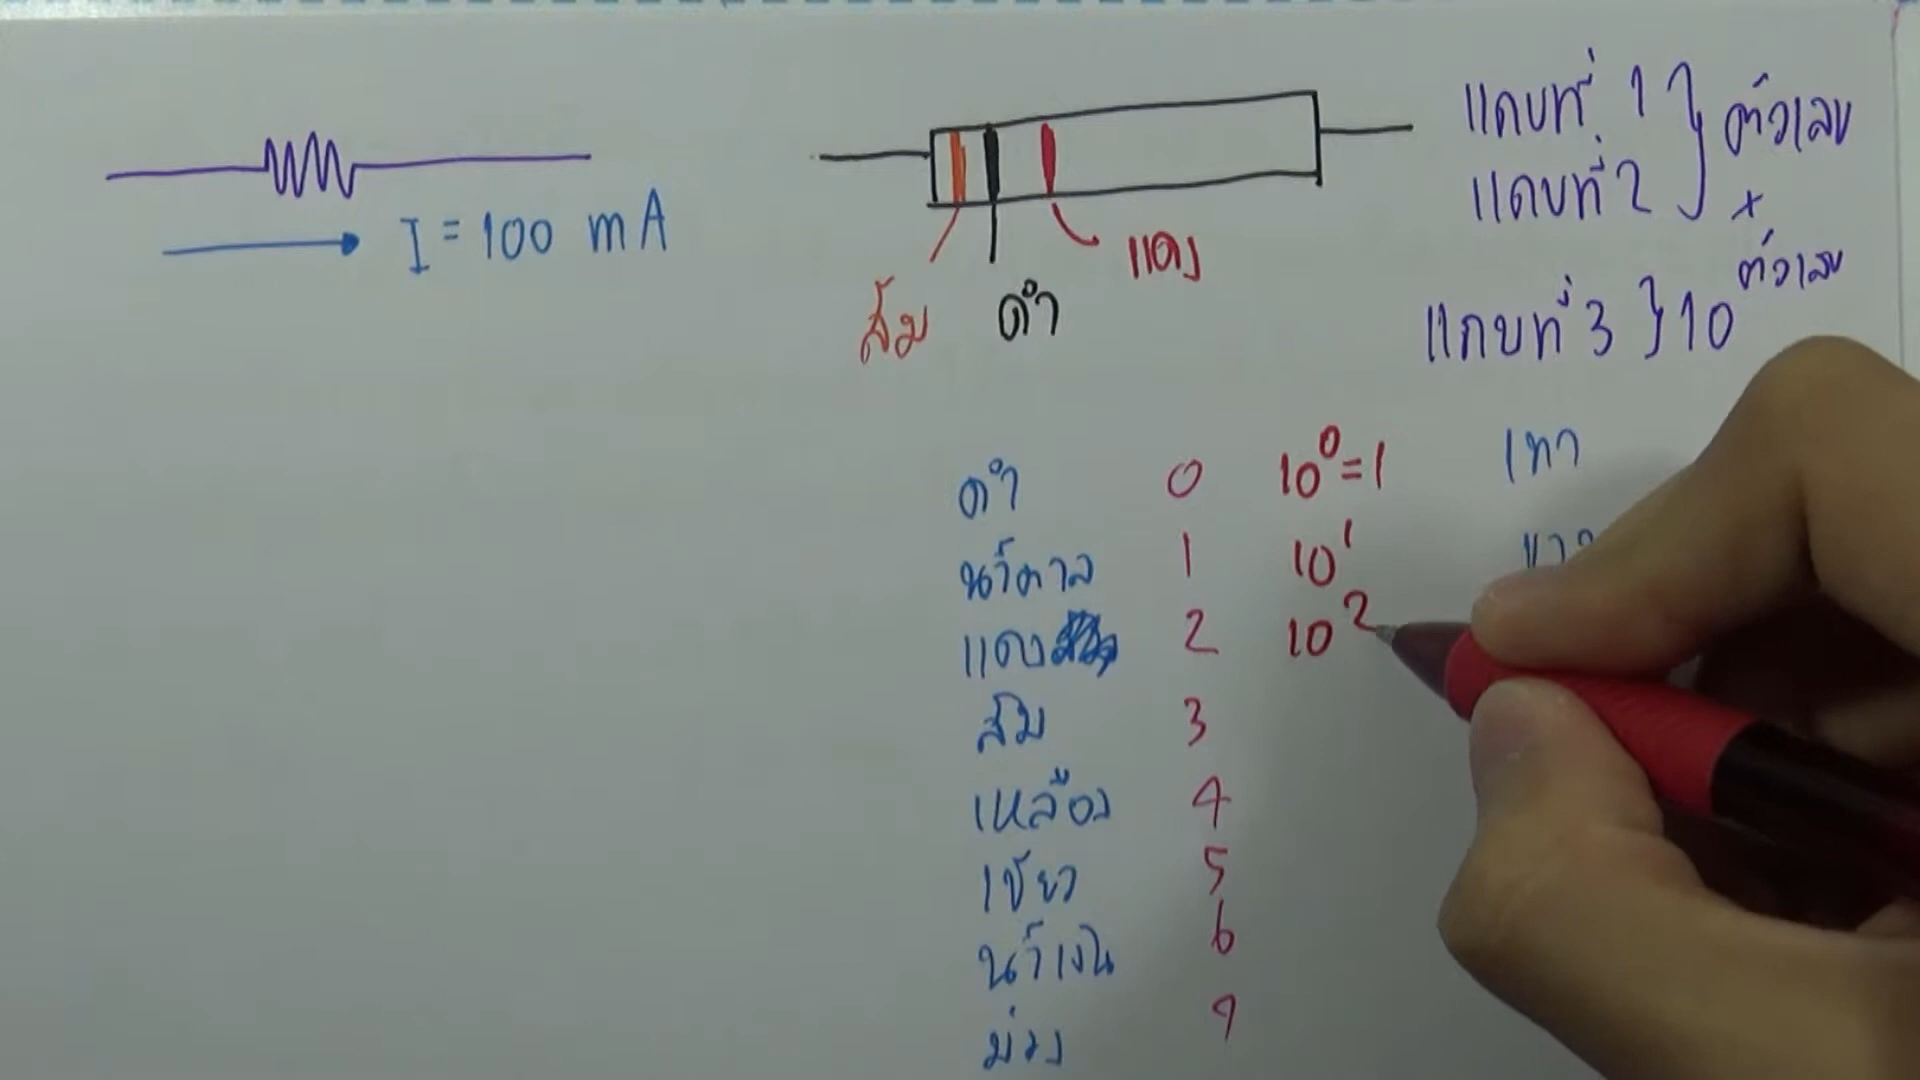 I = 100 mA
ส้ม ดำ แดง
แถบที่ 1 } ตัวเลข
แถบที่ 2
×
แถบที่ 3 } 10 ตัวเลข
ดำ 0 10⁰=1 เทา
น้ำตาล 1 10¹
แดง 2 10²
ส้ม 3
เหลือง 4
เขียว 5
น้ำเงิน 6
ม่วง 7